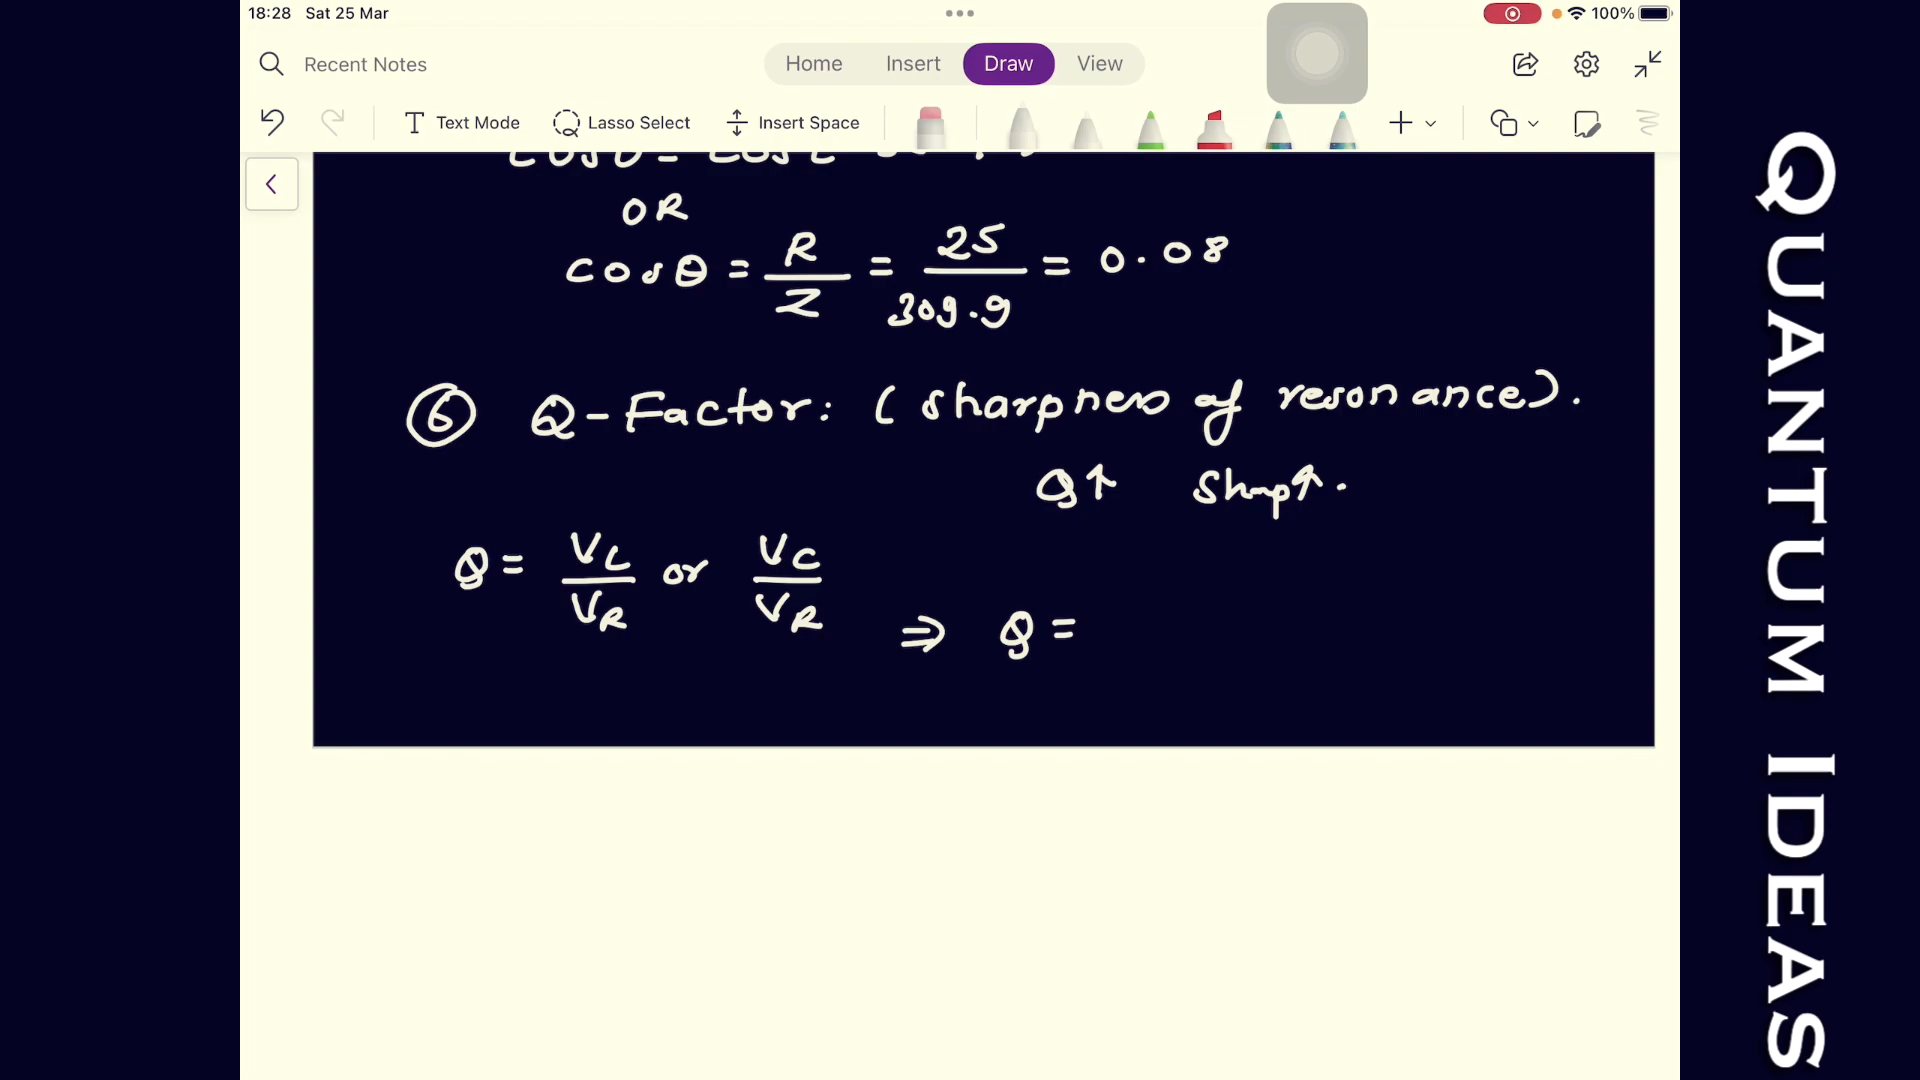 18:28 Sat 25 Mar
100%
Recent Notes
Home Insert Draw View
Text Mode Lasso Select Insert Space
OR
cosθ = R/Z = 25/309.9 = 0.08
⑥ Q-Factor: (sharpness of resonance).
Q↑ Sharp↑.
Q = VL/VR or VC/VR
⇒ Q =
QUANTUM IDEAS